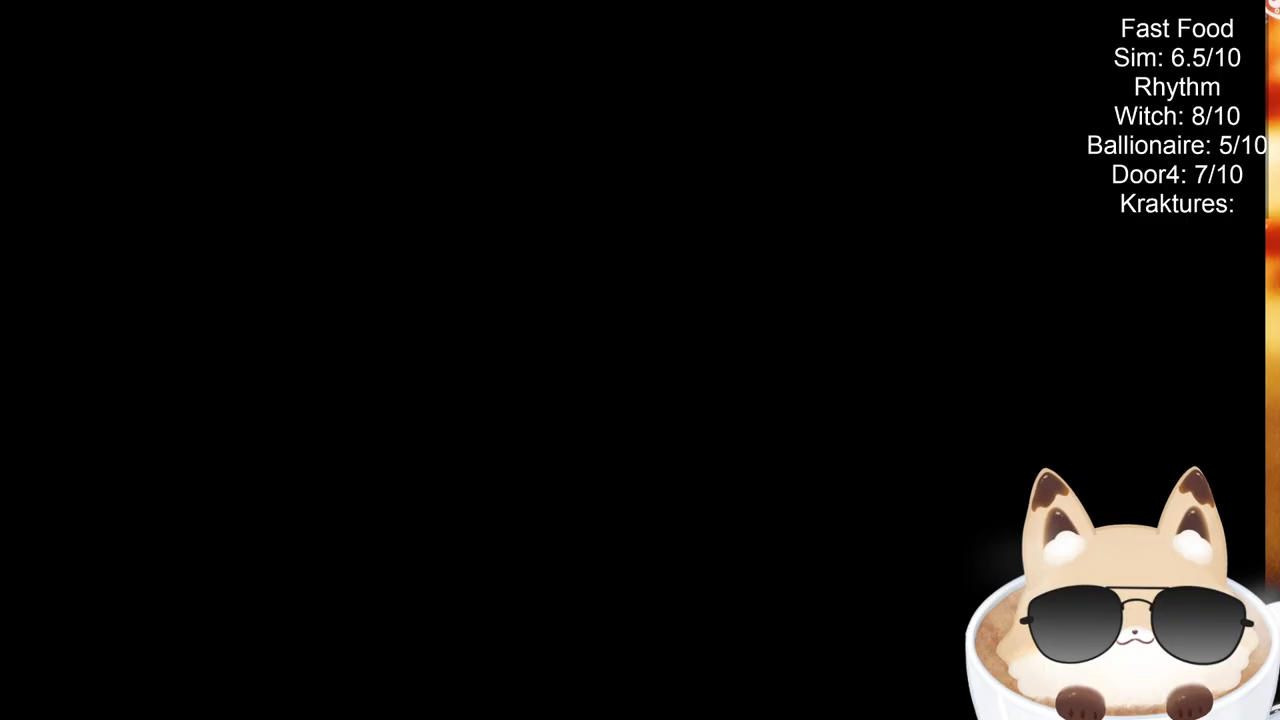 Fast Food
Sim: 6.5/10
Rhythm
Witch: 8/10
Ballionaire: 5/10
Door4: 7/10
Kraktures: